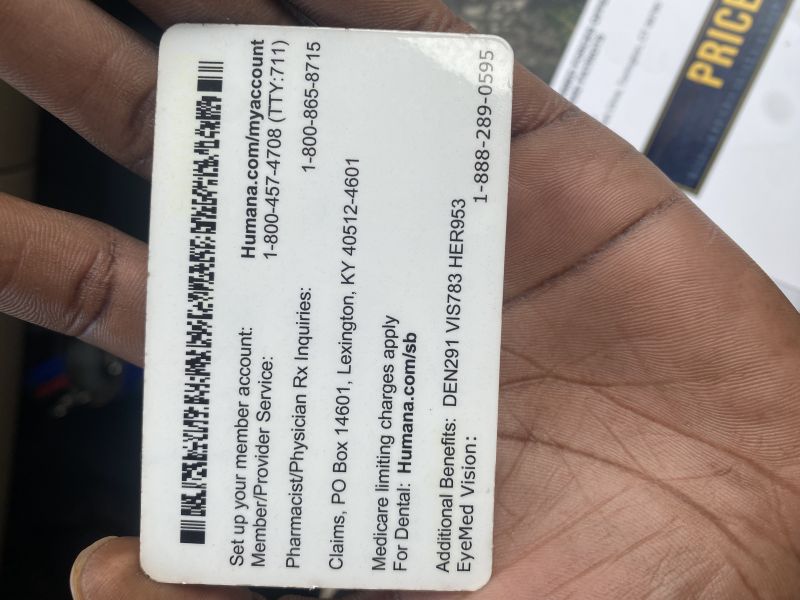 Set up your member account: Humana.com/myaccount
Member/Provider Service: 1-800-457-4708 (TTY:711)
Pharmacist/Physician Rx Inquiries: 1-800-865-8715
Claims, PO Box 14601, Lexington, KY 40512-4601
Medicare limiting charges apply
For Dental: Humana.com/sb
Additional Benefits: DEN291 VIS783 HER953
EyeMed Vision: 1-888-289-0595
PRICE